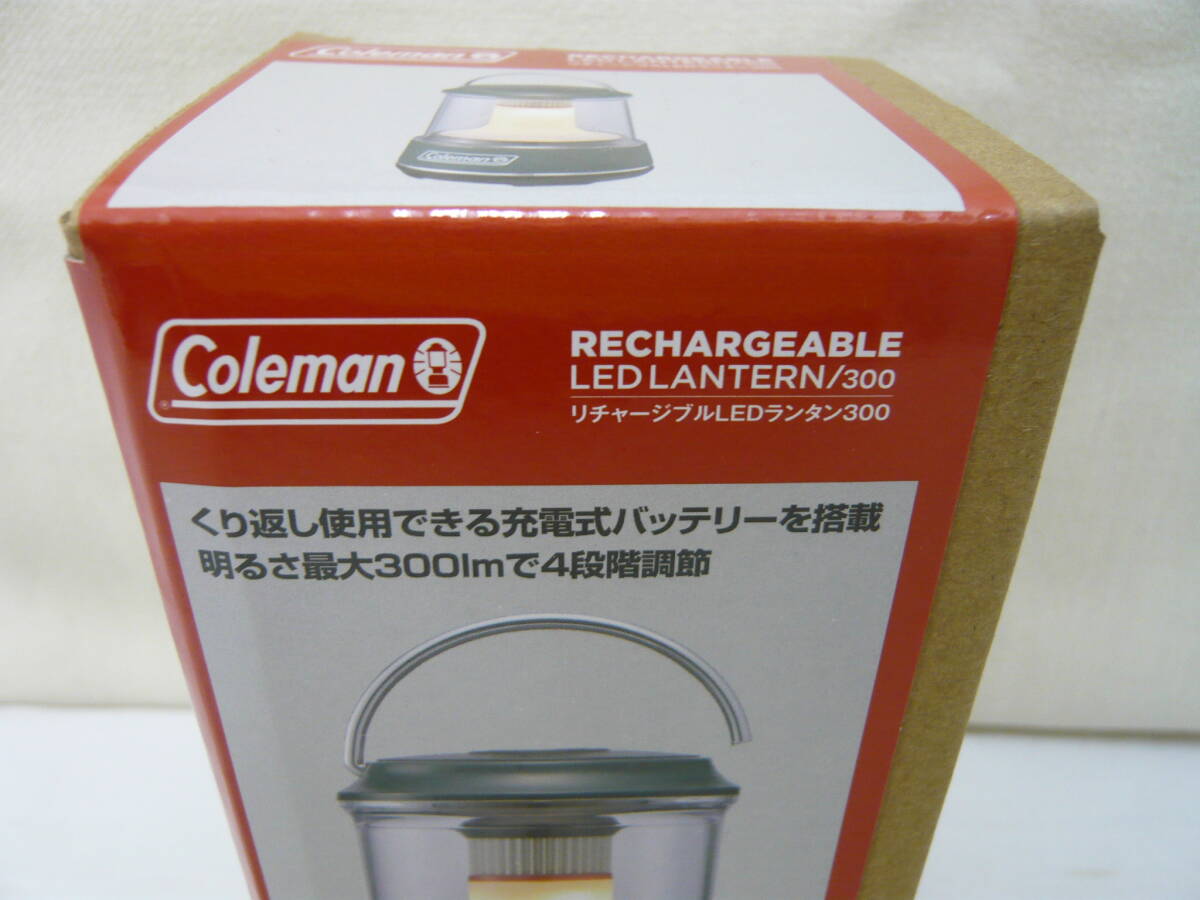 Coleman
RECHARGEABLE
Coleman
Coleman
RECHARGEABLE
LED LANTERN/300
リチャージブルLEDランタン300
くり返し使用できる充電式バッテリーを搭載
明るさ最大300lmで4段階調節